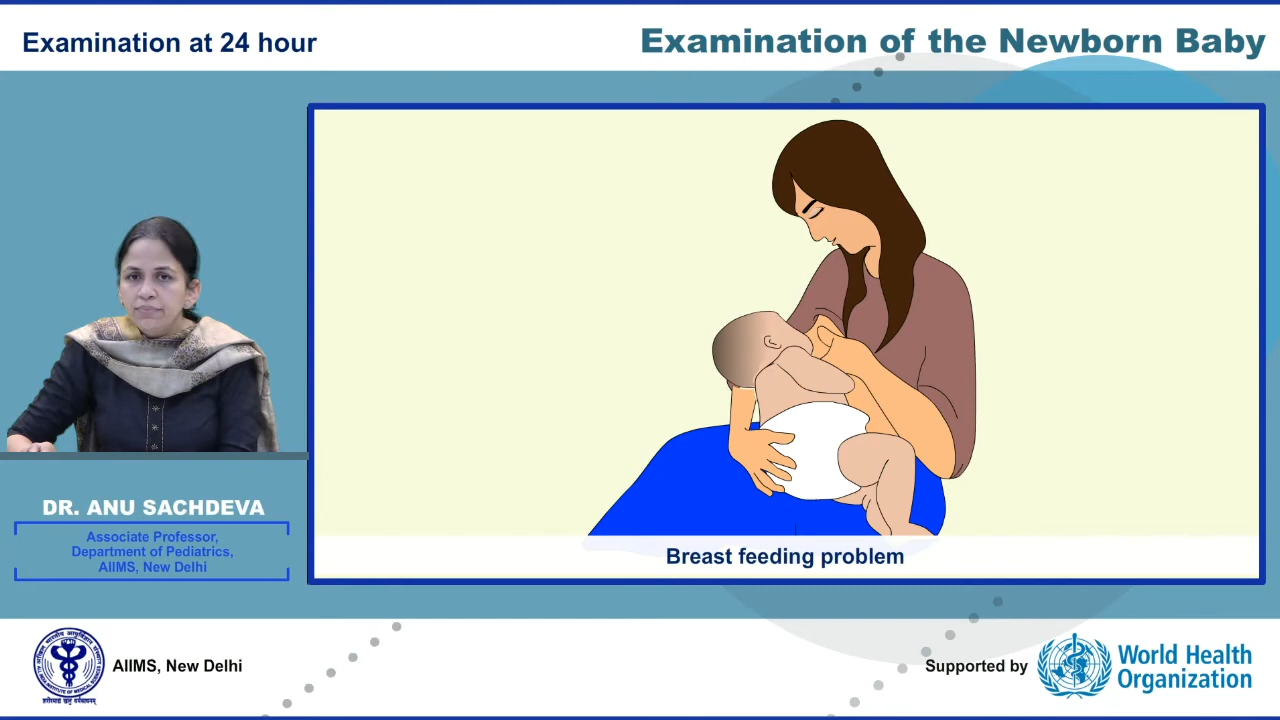 Examination at 24 hour
Examination of the Newborn Baby
Breast feeding problem
DR. ANU SACHDEVA
Associate Professor,
Department of Pediatrics,
AIIMS, New Delhi
AIIMS, New Delhi
Supported by
World Health
Organization